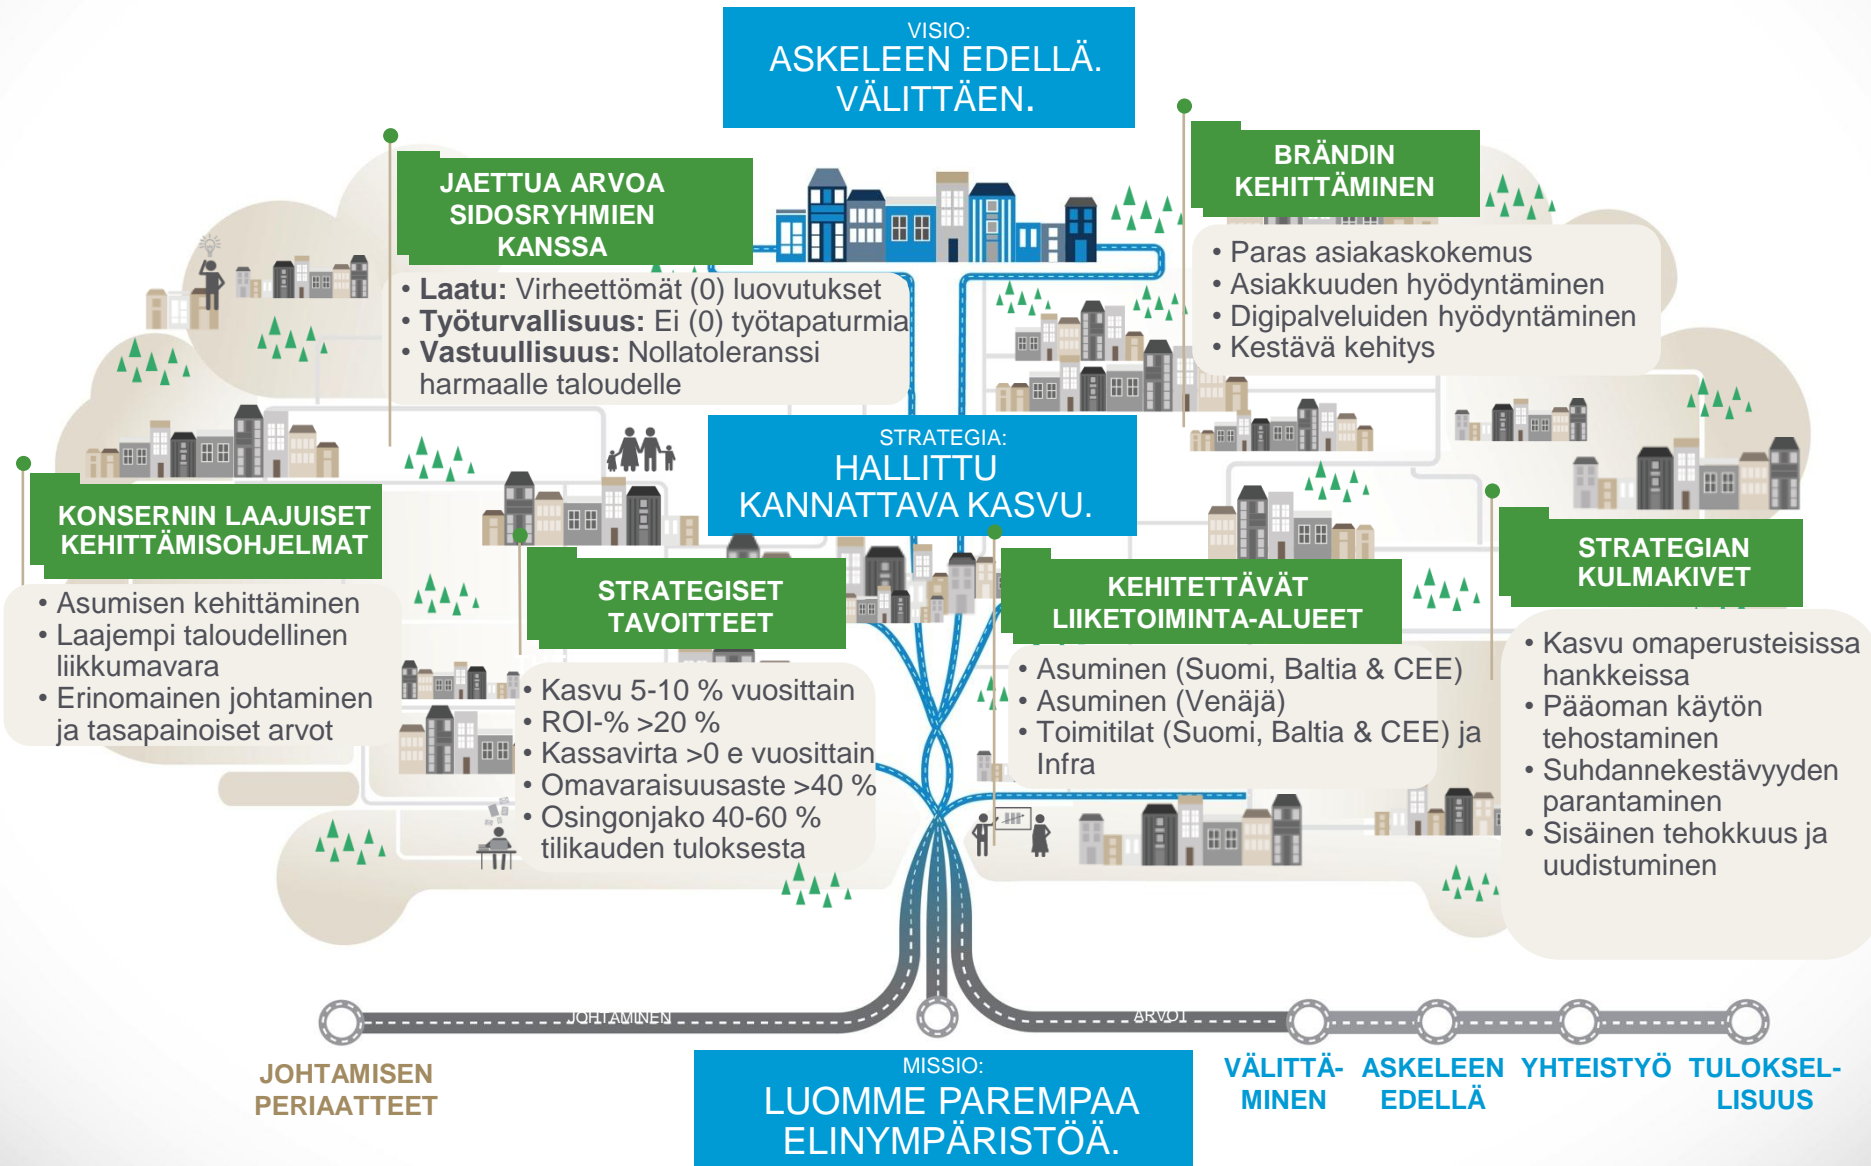 VISIO:
ASKELEEN EDELLÄ.
VÄLITTÄEN.
JAETTUA ARVOA
SIDOSRYHMIEN
KANSSA
• Laatu: Virheettömät (0) luovutukset
• Työturvallisuus: Ei (0) työtapaturmia
• Vastuullisuus: Nollatoleranssi
harmaalle taloudelle
BRÄNDIN
KEHITTÄMINEN
• Paras asiakaskokemus
• Asiakkuuden hyödyntäminen
• Digipalveluiden hyödyntäminen
• Kestävä kehitys
STRATEGIA:
HALLITTU
KANNATTAVA KASVU.
KONSERNIN LAAJUISET
KEHITTÄMISOHJELMAT
• Asumisen kehittäminen
• Laajempi taloudellinen
liikkumavara
• Erinomainen johtaminen
ja tasapainoiset arvot
STRATEGISET
TAVOITTEET
• Kasvu 5-10 % vuosittain
• ROI-% >20 %
• Kassavirta >0 e vuosittain
• Omavaraisuusaste >40 %
• Osingonjako 40-60 %
tilikauden tuloksesta
KEHITETTÄVÄT
LIIKETOIMINTA-ALUEET
• Asuminen (Suomi, Baltia & CEE)
• Asuminen (Venäjä)
• Toimitilat (Suomi, Baltia & CEE) ja
Infra
STRATEGIAN
KULMAKIVET
• Kasvu omaperusteisissa
hankkeissa
• Pääoman käytön
tehostaminen
• Suhdannekestävyyden
parantaminen
• Sisäinen tehokkuus ja
uudistuminen
JOHTAMINEN
ARVOT
JOHTAMISEN
PERIAATTEET
MISSIO:
LUOMME PAREMPAA
ELINYMPÄRISTÖÄ.
VÄLITTÄ-
MINEN
ASKELEEN
EDELLÄ
YHTEISTYÖ
TULOKSEL-
LISUUS